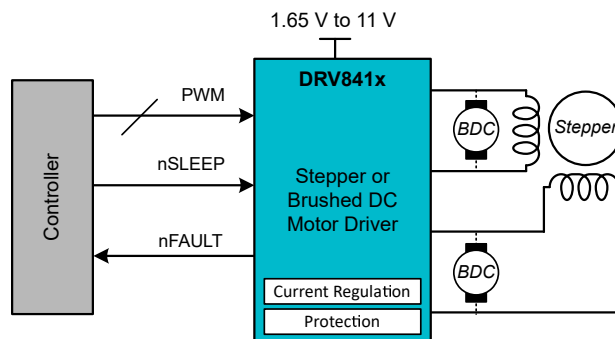 1.65 V to 11 V
DRV841x
Controller
PWM
nSLEEP
nFAULT
Stepper or
Brushed DC
Motor Driver
Current Regulation
Protection
BDC
Stepper
BDC